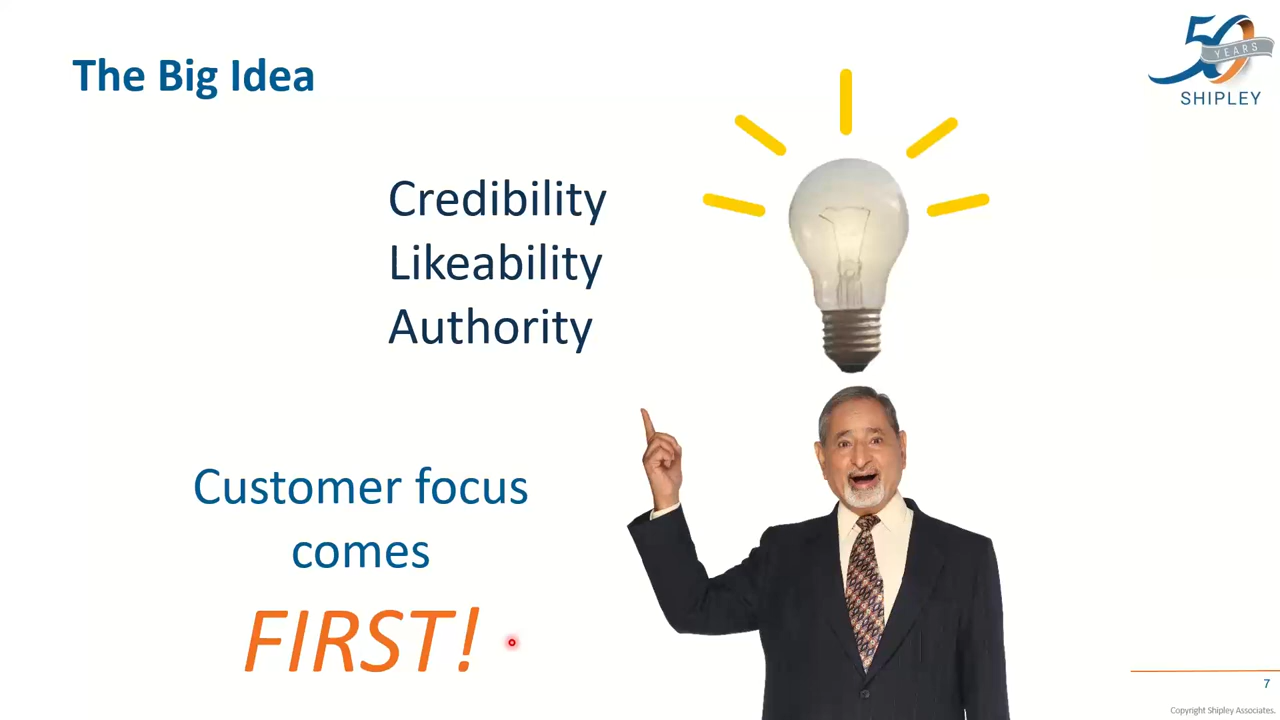 The Big Idea
50
YEARS
SHIPLEY
Credibility
Likeability
Authority
Customer focus
comes
FIRST!
7
Copyright Shipley Associates.